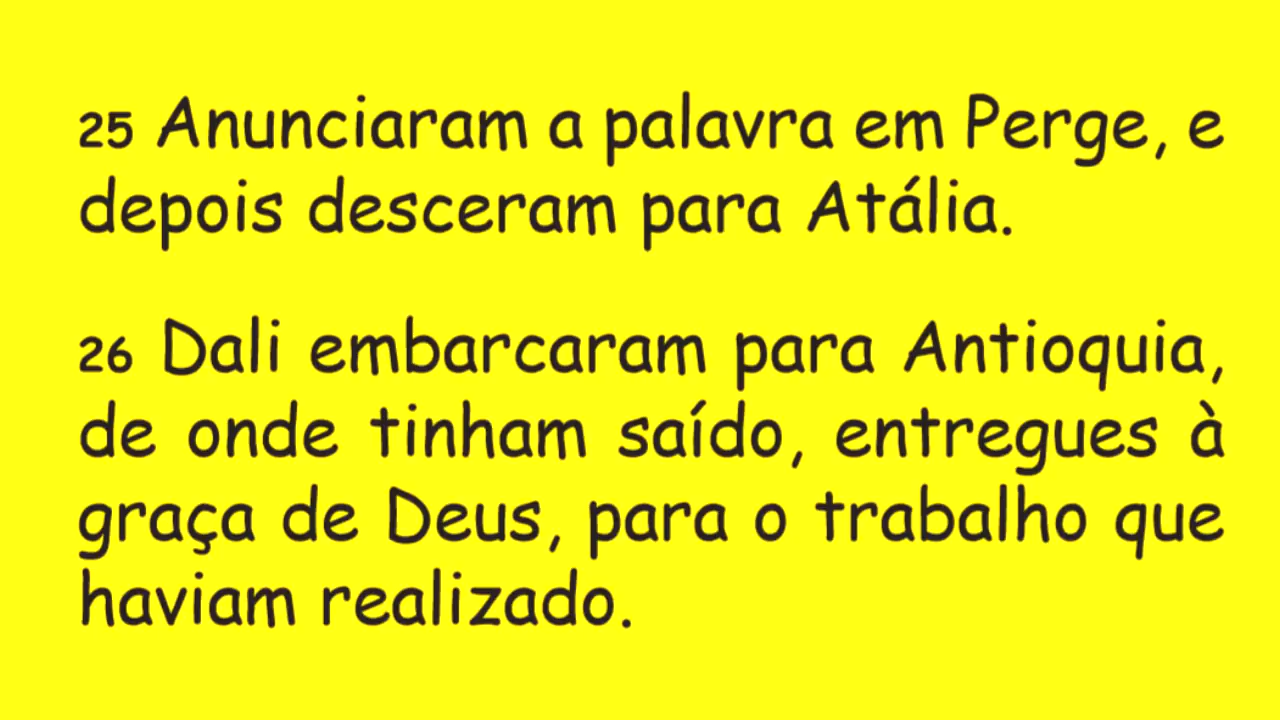 25 Anunciaram a palavra em Perge, e
depois desceram para Atália.
26 Dali embarcaram para Antioquia,
de onde tinham saído, entregues à
graça de Deus, para o trabalho que
haviam realizado.